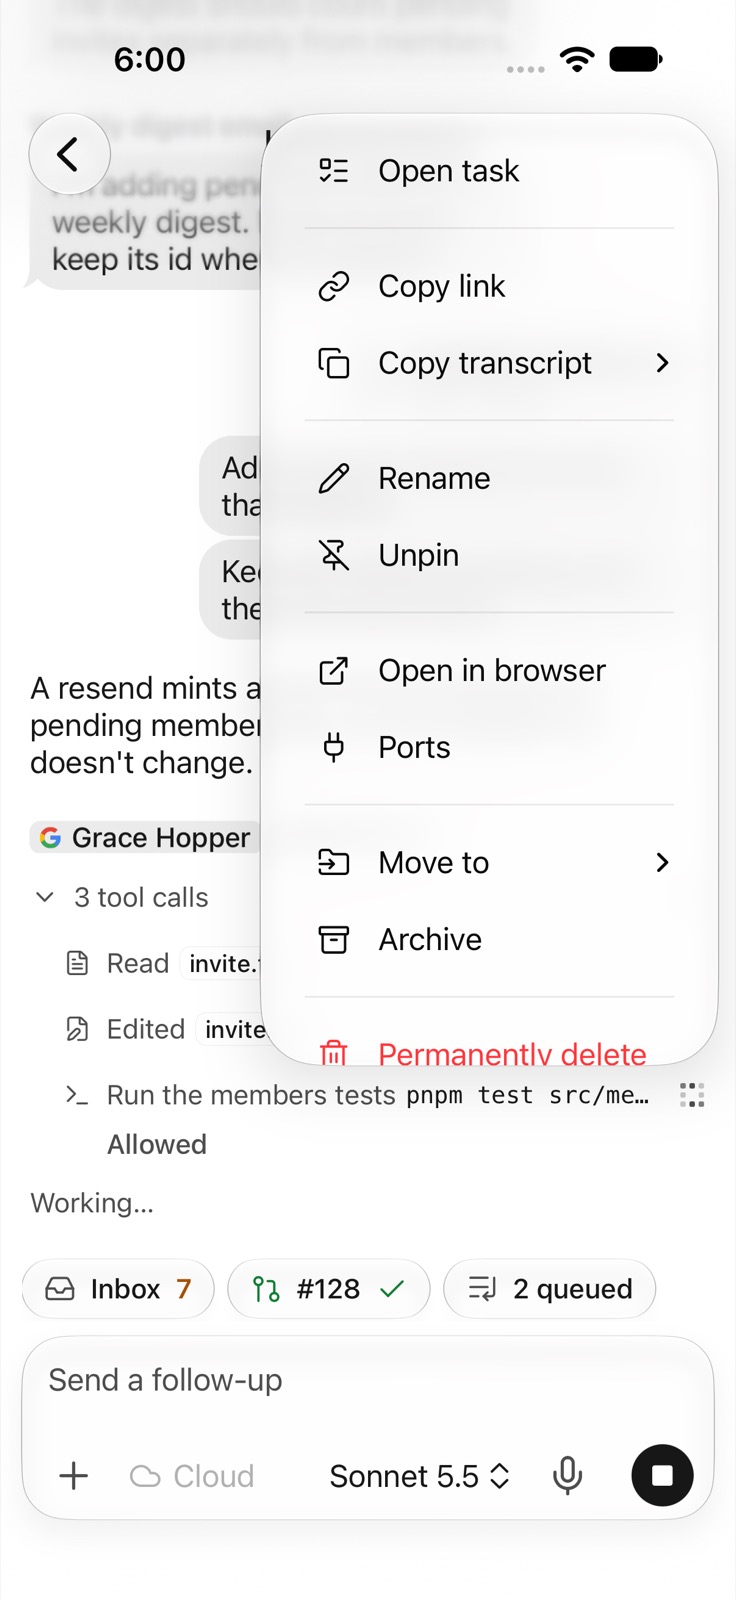 6:00
adding pen
weekly digest.
keep its id whe
Open task
Copy link
Copy transcript
Ad
tha
Kee
the
Rename
Unpin
A resend mints a
pending member
doesn't change.
Open in browser
Ports
Grace Hopper
3 tool calls
Move to
Archive
Read invite.
Edited invite
Permanently delete
Run the members tests pnpm test src/me…
Allowed
Working...
Inbox 7
#128
2 queued
Send a follow-up
Cloud
Sonnet 5.5